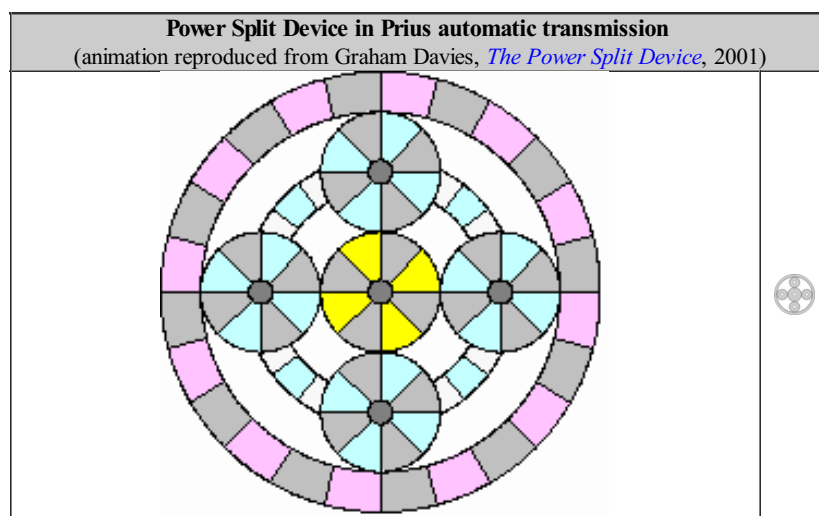 Power Split Device in Prius automatic transmission
(animation reproduced from Graham Davies, The Power Split Device, 2001)